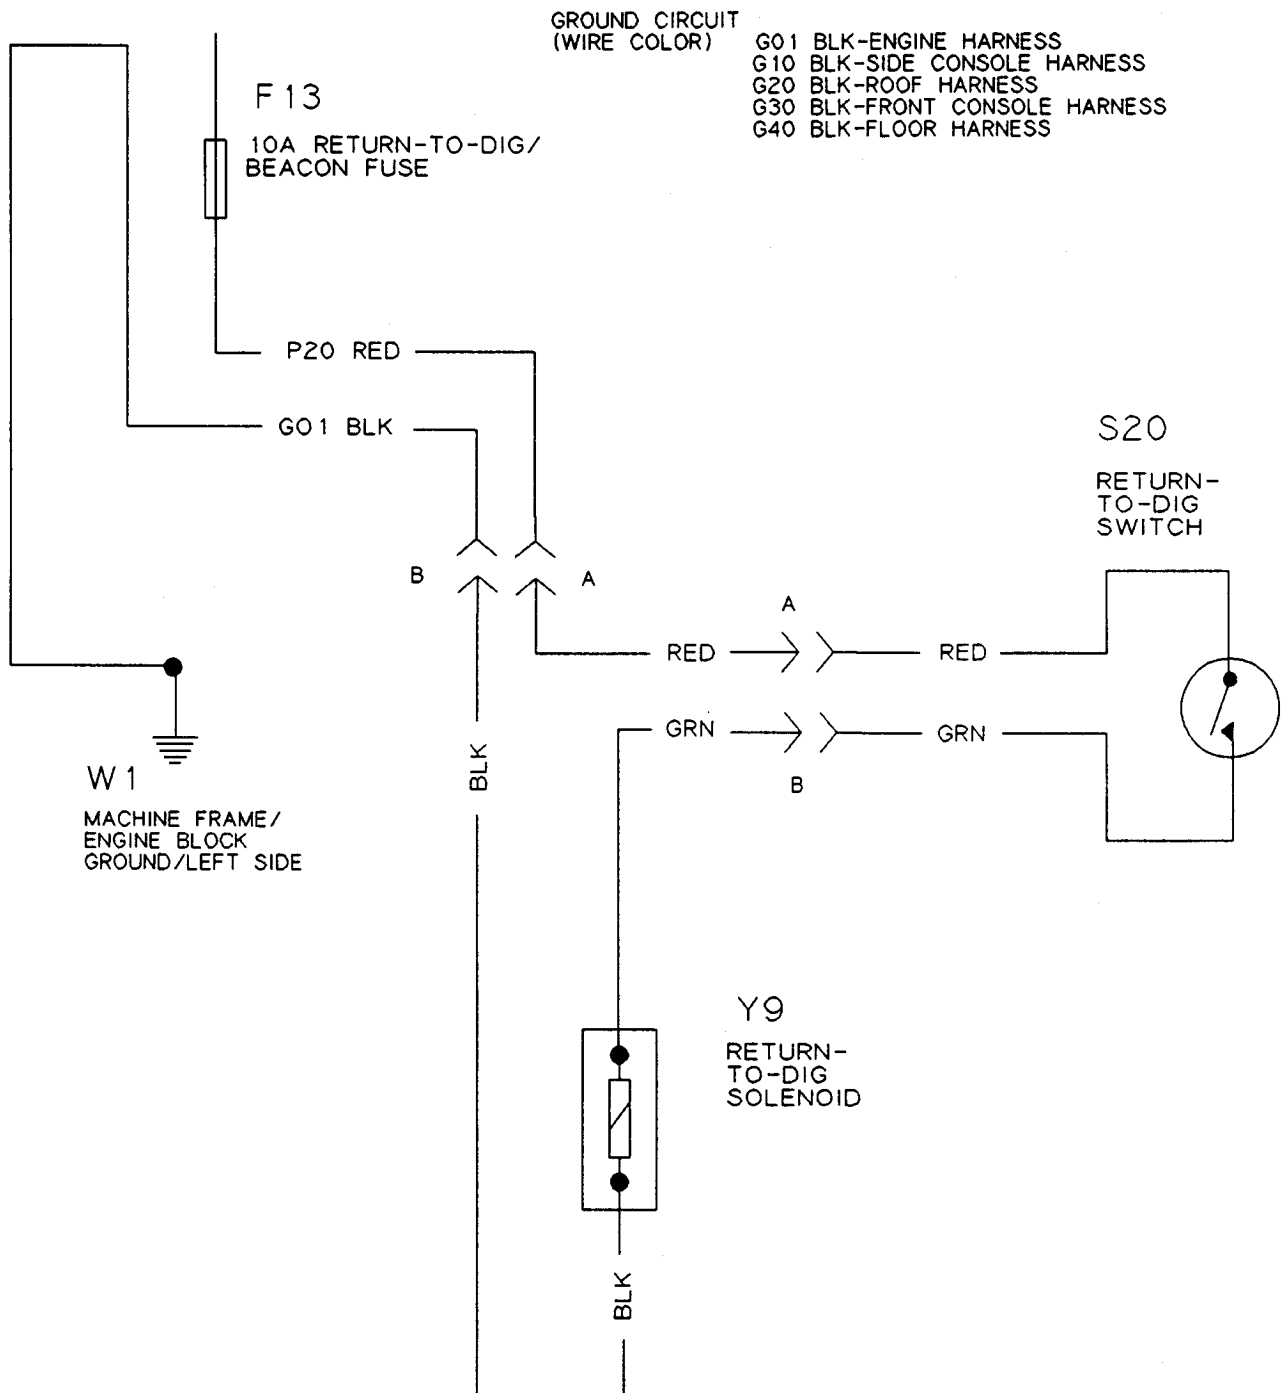 GROUND CIRCUIT
(WIRE COLOR)
G01 BLK-ENGINE HARNESS
G10 BLK-SIDE CONSOLE HARNESS
G20 BLK-ROOF HARNESS
G30 BLK-FRONT CONSOLE HARNESS
G40 BLK-FLOOR HARNESS
F13
10A RETURN-TO-DIG/
BEACON FUSE
P20 RED
G01 BLK
S20
RETURN-
TO-DIG
SWITCH
B
A
A
RED
RED
GRN
GRN
B
BLK
W1
MACHINE FRAME/
ENGINE BLOCK
GROUND/LEFT SIDE
Y9
RETURN-
TO-DIG
SOLENOID
BLK